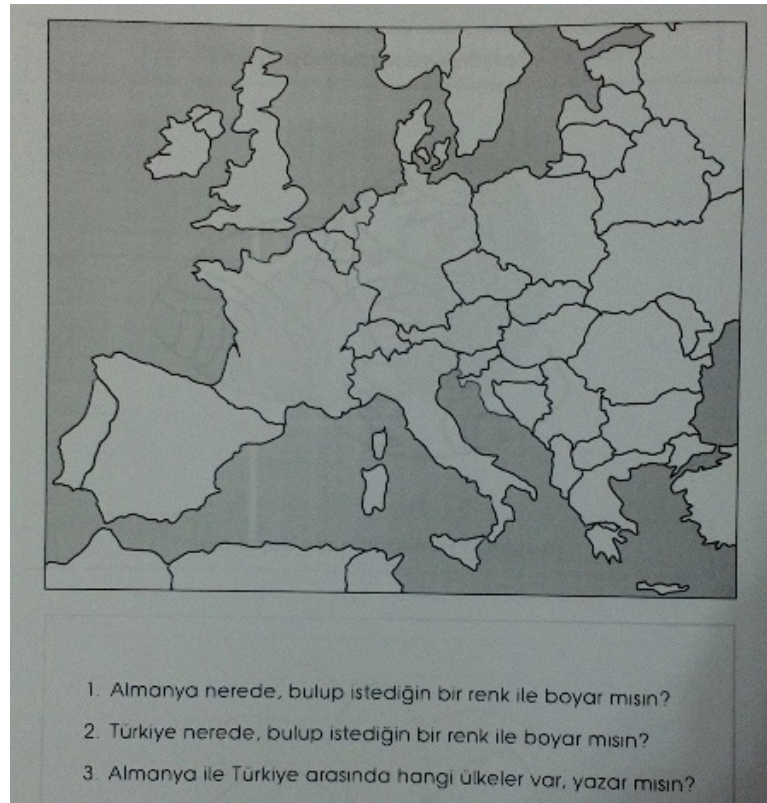 1. Almanya nerede, bulup istediğin bir renk ile boyar mısın?
2. Türkiye nerede, bulup istediğin bir renk ile boyar mısın?
3. Almanya ile Türkiye arasında hangi ülkeler var, yazar mısın?